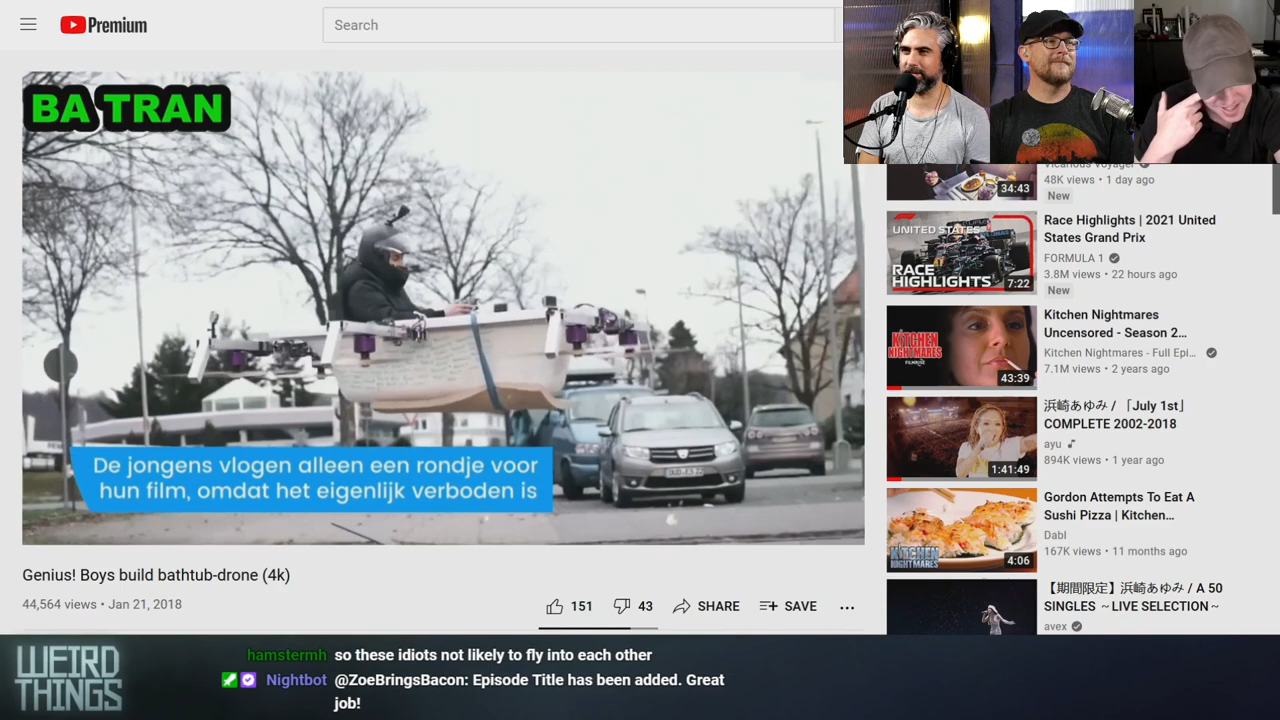 Premium
Search
BA TRAN
De jongens vlogen alleen een rondje voor
hun film, omdat het eigenlijk verboden is
Genius! Boys build bathtub-drone (4k)
44,564 views • Jan 21, 2018
151
43
SHARE
SAVE
34:43
48K views • 1 day ago
New
UNITED STATES
RACE
HIGHLIGHTS
7:22
Race Highlights | 2021 United
States Grand Prix
FORMULA 1
3.8M views • 22 hours ago
New
KITCHEN
NIGHTMARES
43:39
Kitchen Nightmares
Uncensored - Season 2...
Kitchen Nightmares - Full Epi...
7.1M views • 2 years ago
1:41:49
浜崎あゆみ / 「July 1st」
COMPLETE 2002-2018
ayu
894K views • 1 year ago
KITCHEN
NIGHTMARES
4:06
Gordon Attempts To Eat A
Sushi Pizza | Kitchen...
Dabl
167K views • 11 months ago
【期間限定】浜崎あゆみ / A 50
SINGLES ～LIVE SELECTION～
avex
WEIRD
THINGS
hamstermh so these idiots not likely to fly into each other
Nightbot @ZoeBringsBacon: Episode Title has been added. Great
job!